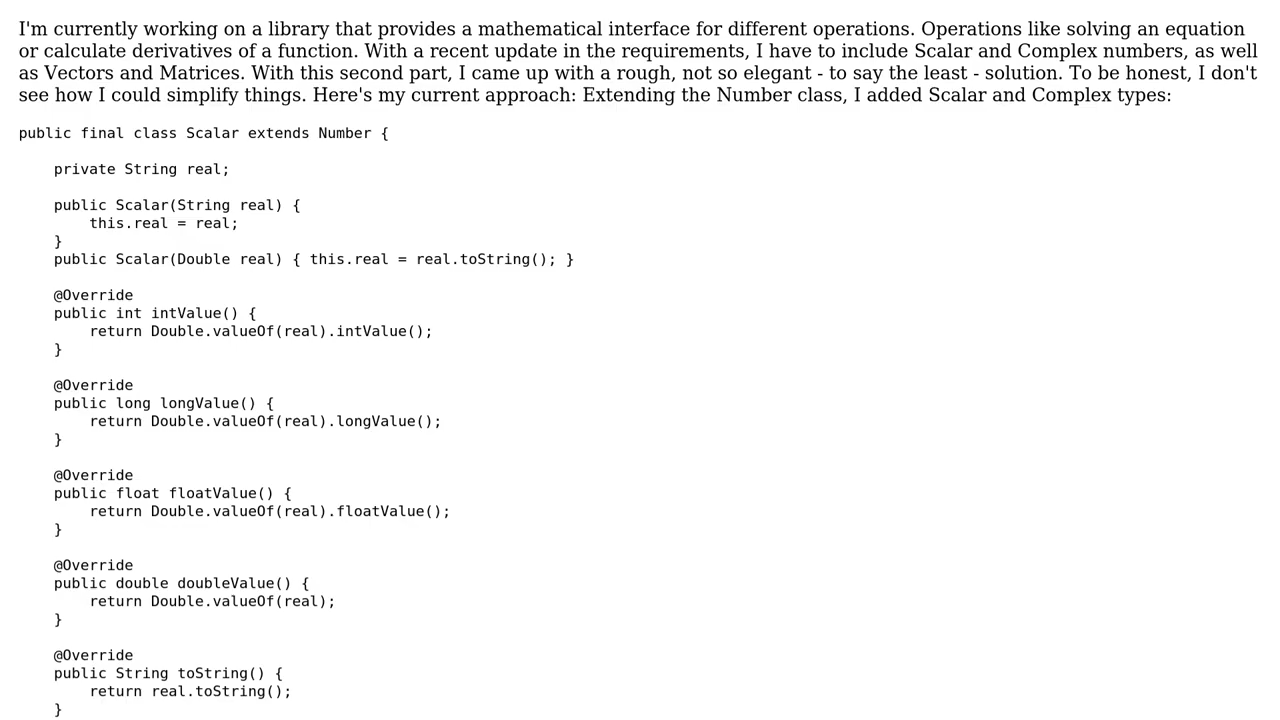 I'm currently working on a library that provides a mathematical interface for different operations. Operations like solving an equation
or calculate derivatives of a function. With a recent update in the requirements, I have to include Scalar and Complex numbers, as well
as Vectors and Matrices. With this second part, I came up with a rough, not so elegant - to say the least - solution. To be honest, I don't
see how I could simplify things. Here's my current approach: Extending the Number class, I added Scalar and Complex types:
public final class Scalar extends Number {
    private String real;
    public Scalar(String real) {
        this.real = real;
    }
    public Scalar(Double real) { this.real = real.toString(); }
    @Override
    public int intValue() {
        return Double.valueOf(real).intValue();
    }
    @Override
    public long longValue() {
        return Double.valueOf(real).longValue();
    }
    @Override
    public float floatValue() {
        return Double.valueOf(real).floatValue();
    }
    @Override
    public double doubleValue() {
        return Double.valueOf(real);
    }
    @Override
    public String toString() {
        return real.toString();
    }